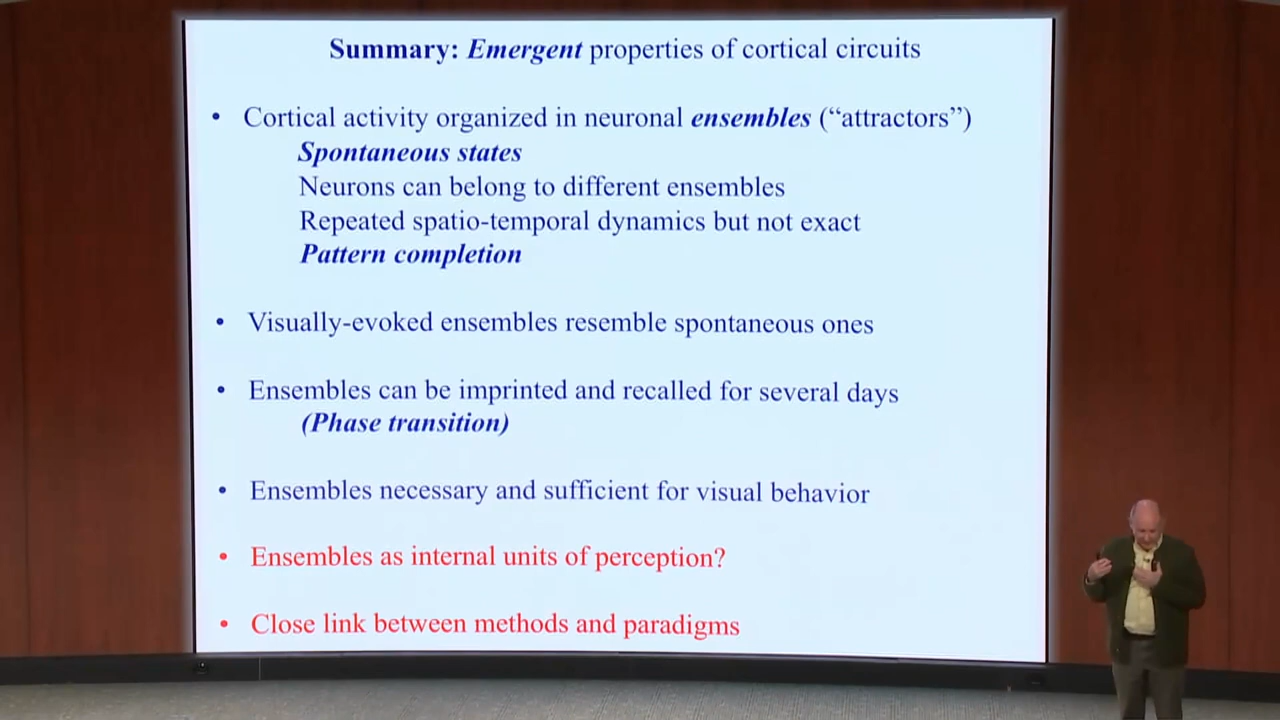 Summary: Emergent properties of cortical circuits
• Cortical activity organized in neuronal ensembles (“attractors”)
Spontaneous states
Neurons can belong to different ensembles
Repeated spatio-temporal dynamics but not exact
Pattern completion
• Visually-evoked ensembles resemble spontaneous ones
• Ensembles can be imprinted and recalled for several days
(Phase transition)
• Ensembles necessary and sufficient for visual behavior
• Ensembles as internal units of perception?
• Close link between methods and paradigms